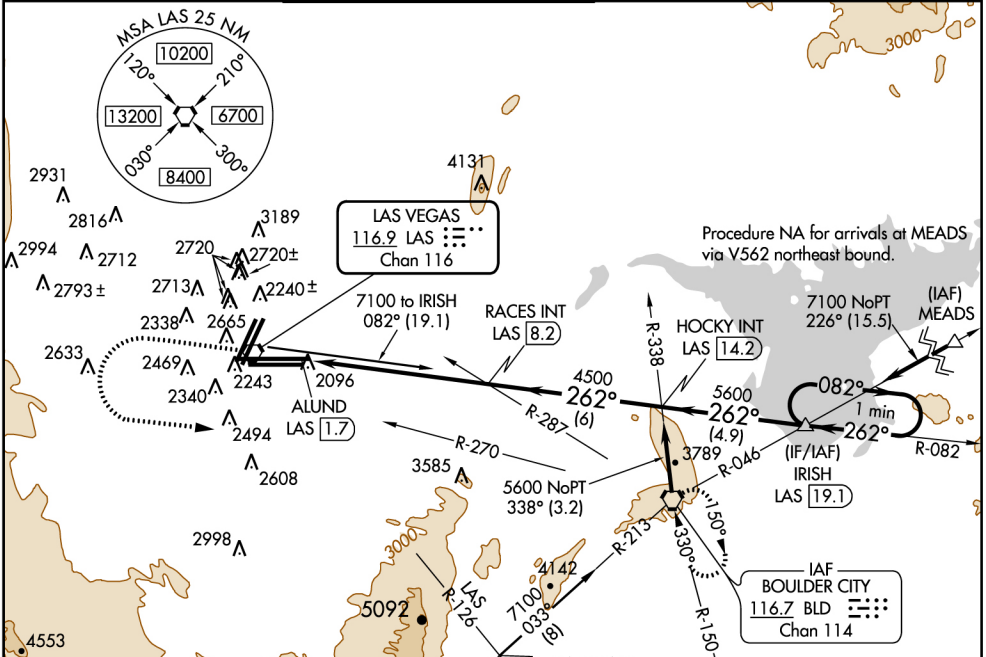 MSA LAS 25 NM
10200
120°
210°
13200
6700
030°
300°
8400
3000
4131
2931
2816
3189
2994
2712
2720
2720±
2793±
2713
2240±
2338
2665
2633
2469
2243
2096
2340
2494
2608
2998
LAS VEGAS
116.9 LAS
Chan 116
Procedure NA for arrivals at MEADS
via V562 northeast bound.
7100 to IRISH
082° (19.1)
RACES INT
LAS 8.2
R-338
HOCKY INT
LAS 14.2
7100 NoPT
226° (15.5)
(IAF)
MEADS
ALUND
LAS 1.7
4500
262°
(6)
5600
262°
(4.9)
082°
1 min
262°
R-082
R-287
R-270
R-046
(IF/IAF)
IRISH
LAS 19.1
3585
3789
5600 NoPT
338° (3.2)
150°
330°
R-213
3000
4142
7100
033°
(8)
LAS
R-126
R-150
5092
4553
IAF
BOULDER CITY
116.7 BLD
Chan 114